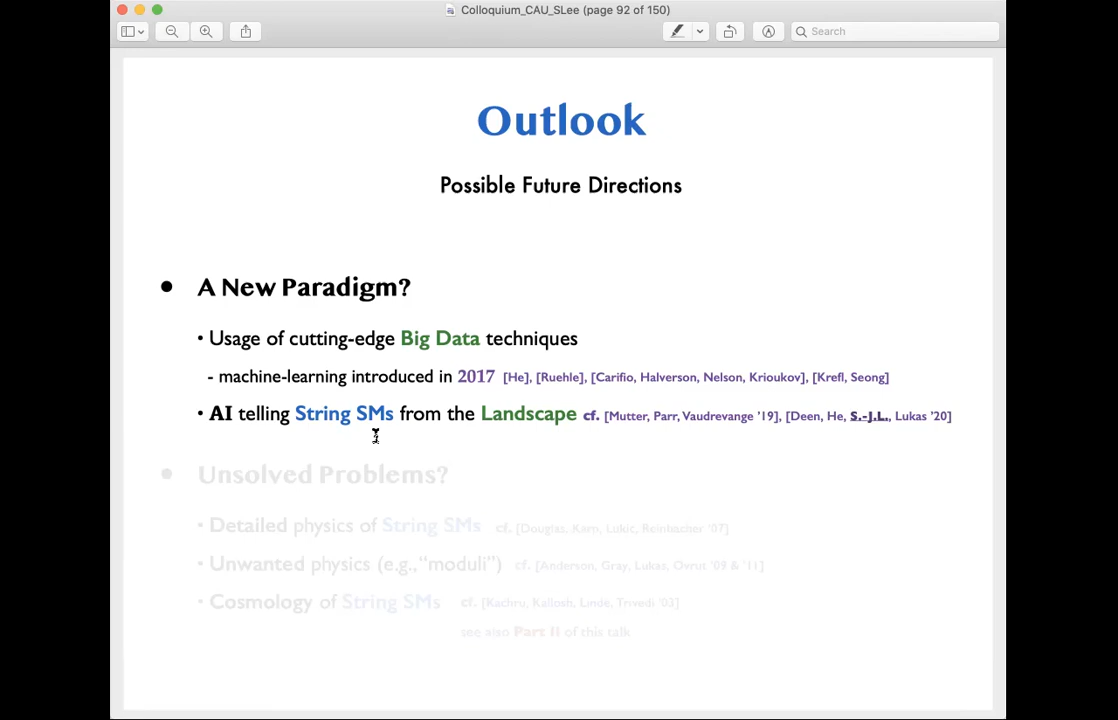 Colloquium_CAU_SLee (page 92 of 150)
Search
Outlook
Possible Future Directions
• A New Paradigm?
• Usage of cutting-edge Big Data techniques
- machine-learning introduced in 2017 [He], [Ruehle], [Carifio, Halverson, Nelson, Krioukov], [Krefl, Seong]
• AI telling String SMs from the Landscape cf. [Mutter, Parr, Vaudrevange '19], [Deen, He, S.-J.L., Lukas '20]
• Unsolved Problems?
• Detailed physics of String SMs cf. [Douglas, Karp, Lukic, Reinbacher '07]
• Unwanted physics (e.g., “moduli”) cf. [Anderson, Gray, Lukas, Ovrut '09 & '11]
• Cosmology of String SMs cf. [Kachru, Kallosh, Linde, Trivedi '03]
see also Part II of this talk